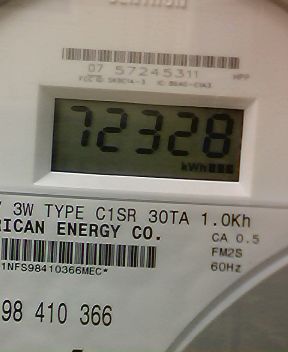 07 57245311 HPP
72328
kWh
3W TYPE C1SR 30TA 1.0Kh
RICAN ENERGY CO. CA 0.5
FM2S
1NFS98410366MEC* 60Hz
98 410 366